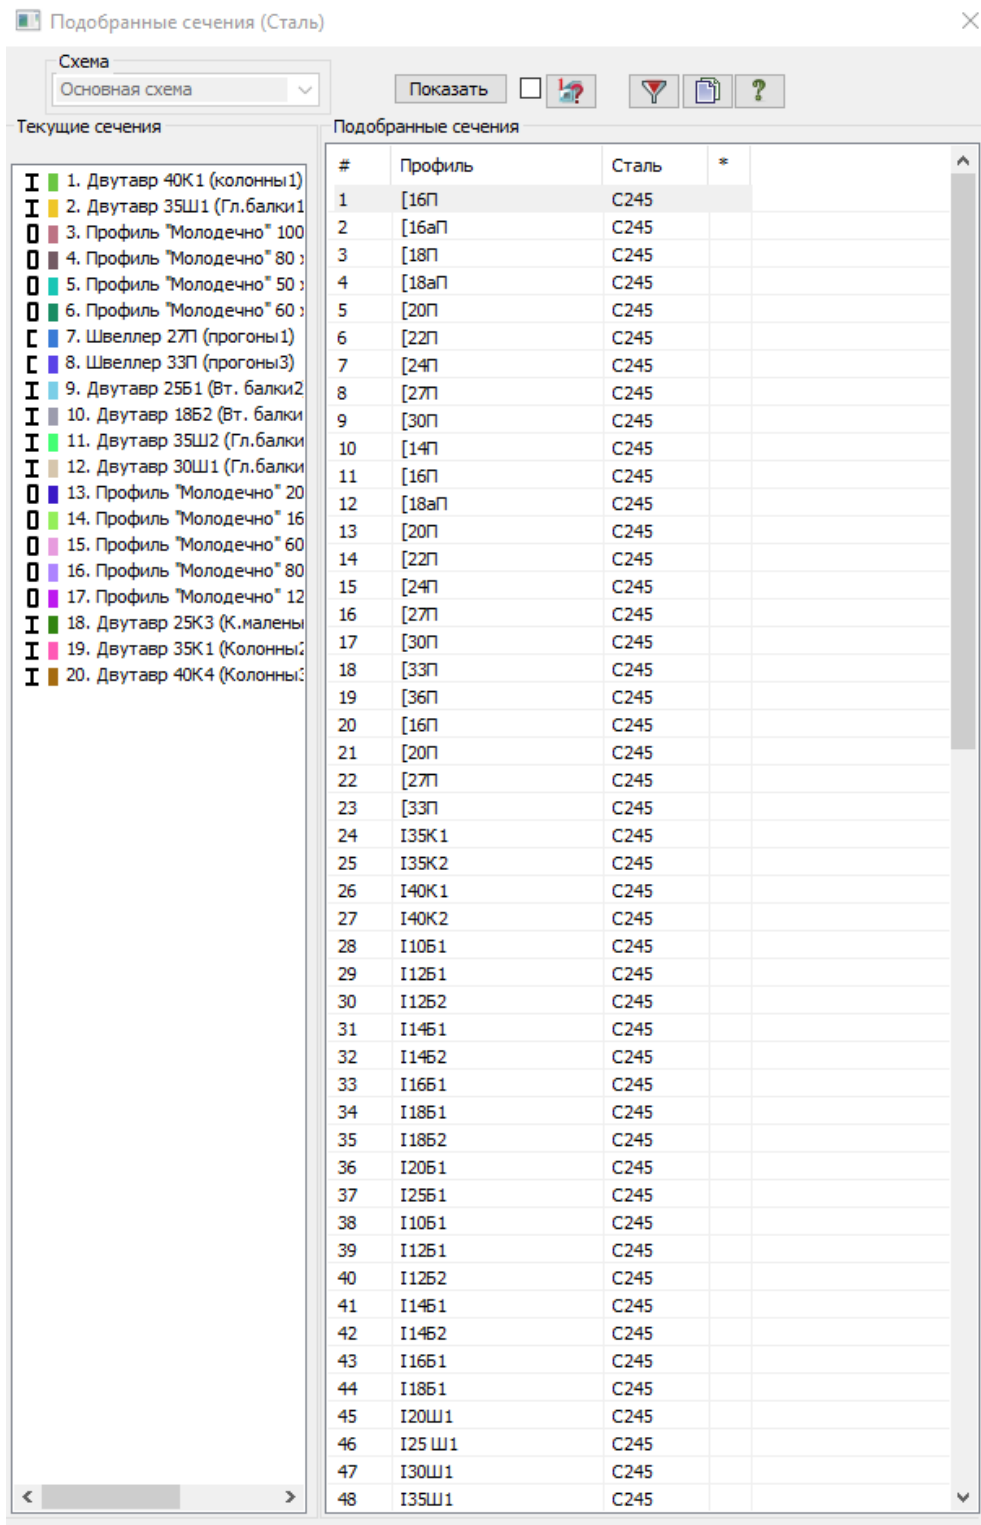 Подобранные сечения (Сталь)
Схема
Основная схема
Показать
Текущие сечения
1. Двутавр 40К1 (колонны1)
2. Двутавр 35Ш1 (Гл.балки1
3. Профиль "Молодечно" 100
4. Профиль "Молодечно" 80 x
5. Профиль "Молодечно" 50 x
6. Профиль "Молодечно" 60 x
7. Швеллер 27П (прогоны1)
8. Швеллер 33П (прогоны3)
9. Двутавр 25Б1 (Вт. балки2
10. Двутавр 18Б2 (Вт. балки
11. Двутавр 35Ш2 (Гл.балки
12. Двутавр 30Ш1 (Гл.балки
13. Профиль "Молодечно" 20
14. Профиль "Молодечно" 16
15. Профиль "Молодечно" 60
16. Профиль "Молодечно" 80
17. Профиль "Молодечно" 12
18. Двутавр 25К3 (К.малены
19. Двутавр 35К1 (Колонны2
20. Двутавр 40К4 (Колонны3
Подобранные сечения
# Профиль Сталь *
1 [16П С245
2 [16аП С245
3 [18П С245
4 [18аП С245
5 [20П С245
6 [22П С245
7 [24П С245
8 [27П С245
9 [30П С245
10 [14П С245
11 [16П С245
12 [18аП С245
13 [20П С245
14 [22П С245
15 [24П С245
16 [27П С245
17 [30П С245
18 [33П С245
19 [36П С245
20 [16П С245
21 [20П С245
22 [27П С245
23 [33П С245
24 I35К1 С245
25 I35К2 С245
26 I40К1 С245
27 I40К2 С245
28 I10Б1 С245
29 I12Б1 С245
30 I12Б2 С245
31 I14Б1 С245
32 I14Б2 С245
33 I16Б1 С245
34 I18Б1 С245
35 I18Б2 С245
36 I20Б1 С245
37 I25Б1 С245
38 I10Б1 С245
39 I12Б1 С245
40 I12Б2 С245
41 I14Б1 С245
42 I14Б2 С245
43 I16Б1 С245
44 I18Б1 С245
45 I20Ш1 С245
46 I25 Ш1 С245
47 I30Ш1 С245
48 I35Ш1 С245